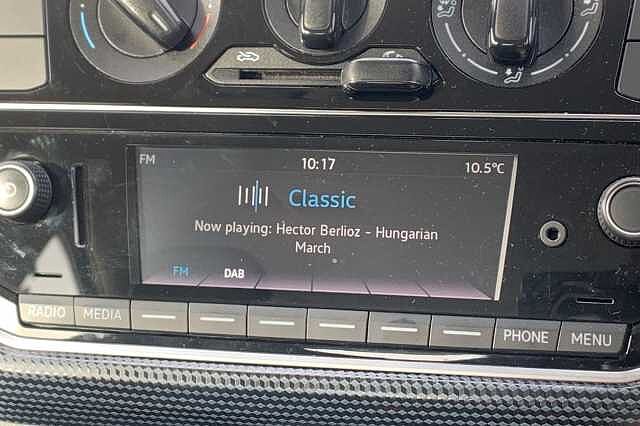 FM 10:17 10.5°C
Classic
Now playing: Hector Berlioz - Hungarian
March
FM DAB
RADIO MEDIA PHONE MENU